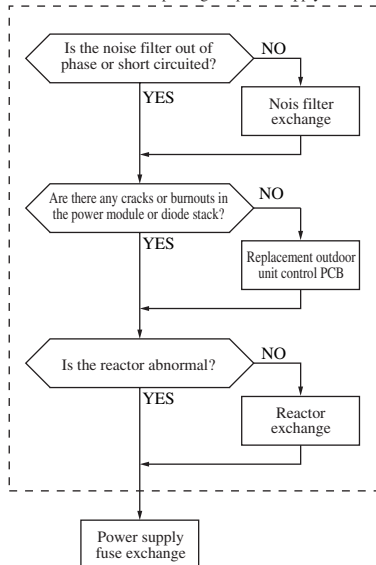 Is the noise filter out of
phase or short circuited?
NO
YES
Nois filter
exchange
Are there any cracks or burnouts in
the power module or diode stack?
NO
YES
Replacement outdoor
unit control PCB
Is the reactor abnormal?
NO
YES
Reactor
exchange
Power supply
fuse exchange